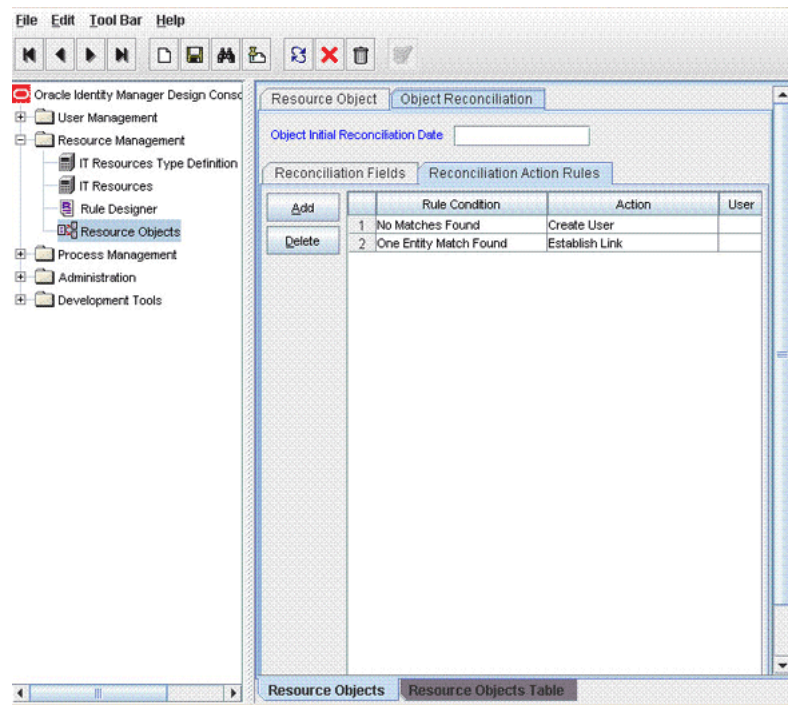 File Edit Tool Bar Help
Oracle Identity Manager Design Consc
User Management
Resource Management
IT Resources Type Definition
IT Resources
Rule Designer
Resource Objects
Process Management
Administration
Development Tools
Resource Object Object Reconciliation
Object Initial Reconciliation Date
Reconciliation Fields Reconciliation Action Rules
Add
Delete
Rule Condition Action User
1 No Matches Found Create User
2 One Entity Match Found Establish Link
Resource Objects Resource Objects Table